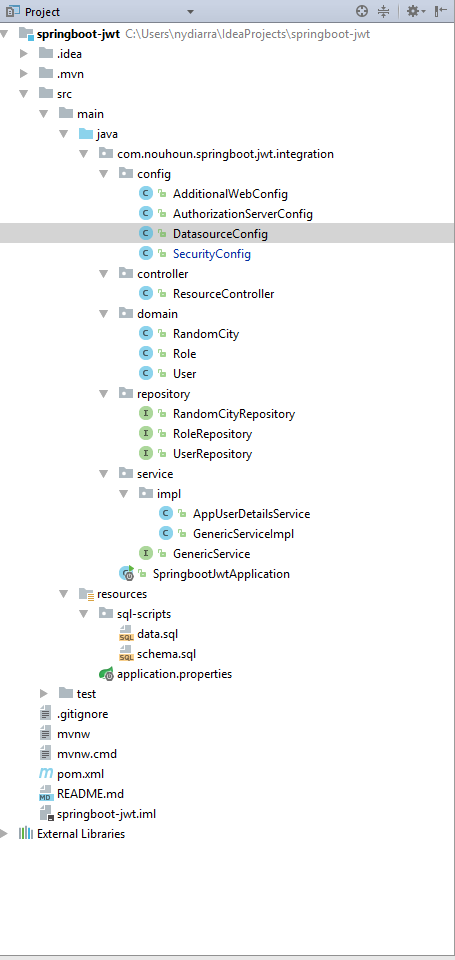 Project
springboot-jwt C:\Users\nydiarra\IdeaProjects\springboot-jwt
.idea
.mvn
src
main
java
com.nouhoun.springboot.jwt.integration
config
C AdditionalWebConfig
C AuthorizationServerConfig
C DatasourceConfig
C SecurityConfig
controller
C ResourceController
domain
C RandomCity
C Role
C User
repository
I RandomCityRepository
I RoleRepository
I UserRepository
service
impl
C AppUserDetailsService
C GenericServiceImpl
I GenericService
C SpringbootJwtApplication
resources
sql-scripts
SQL data.sql
SQL schema.sql
application.properties
test
.gitignore
mvnw
mvnw.cmd
m pom.xml
MD README.md
springboot-jwt.iml
External Libraries